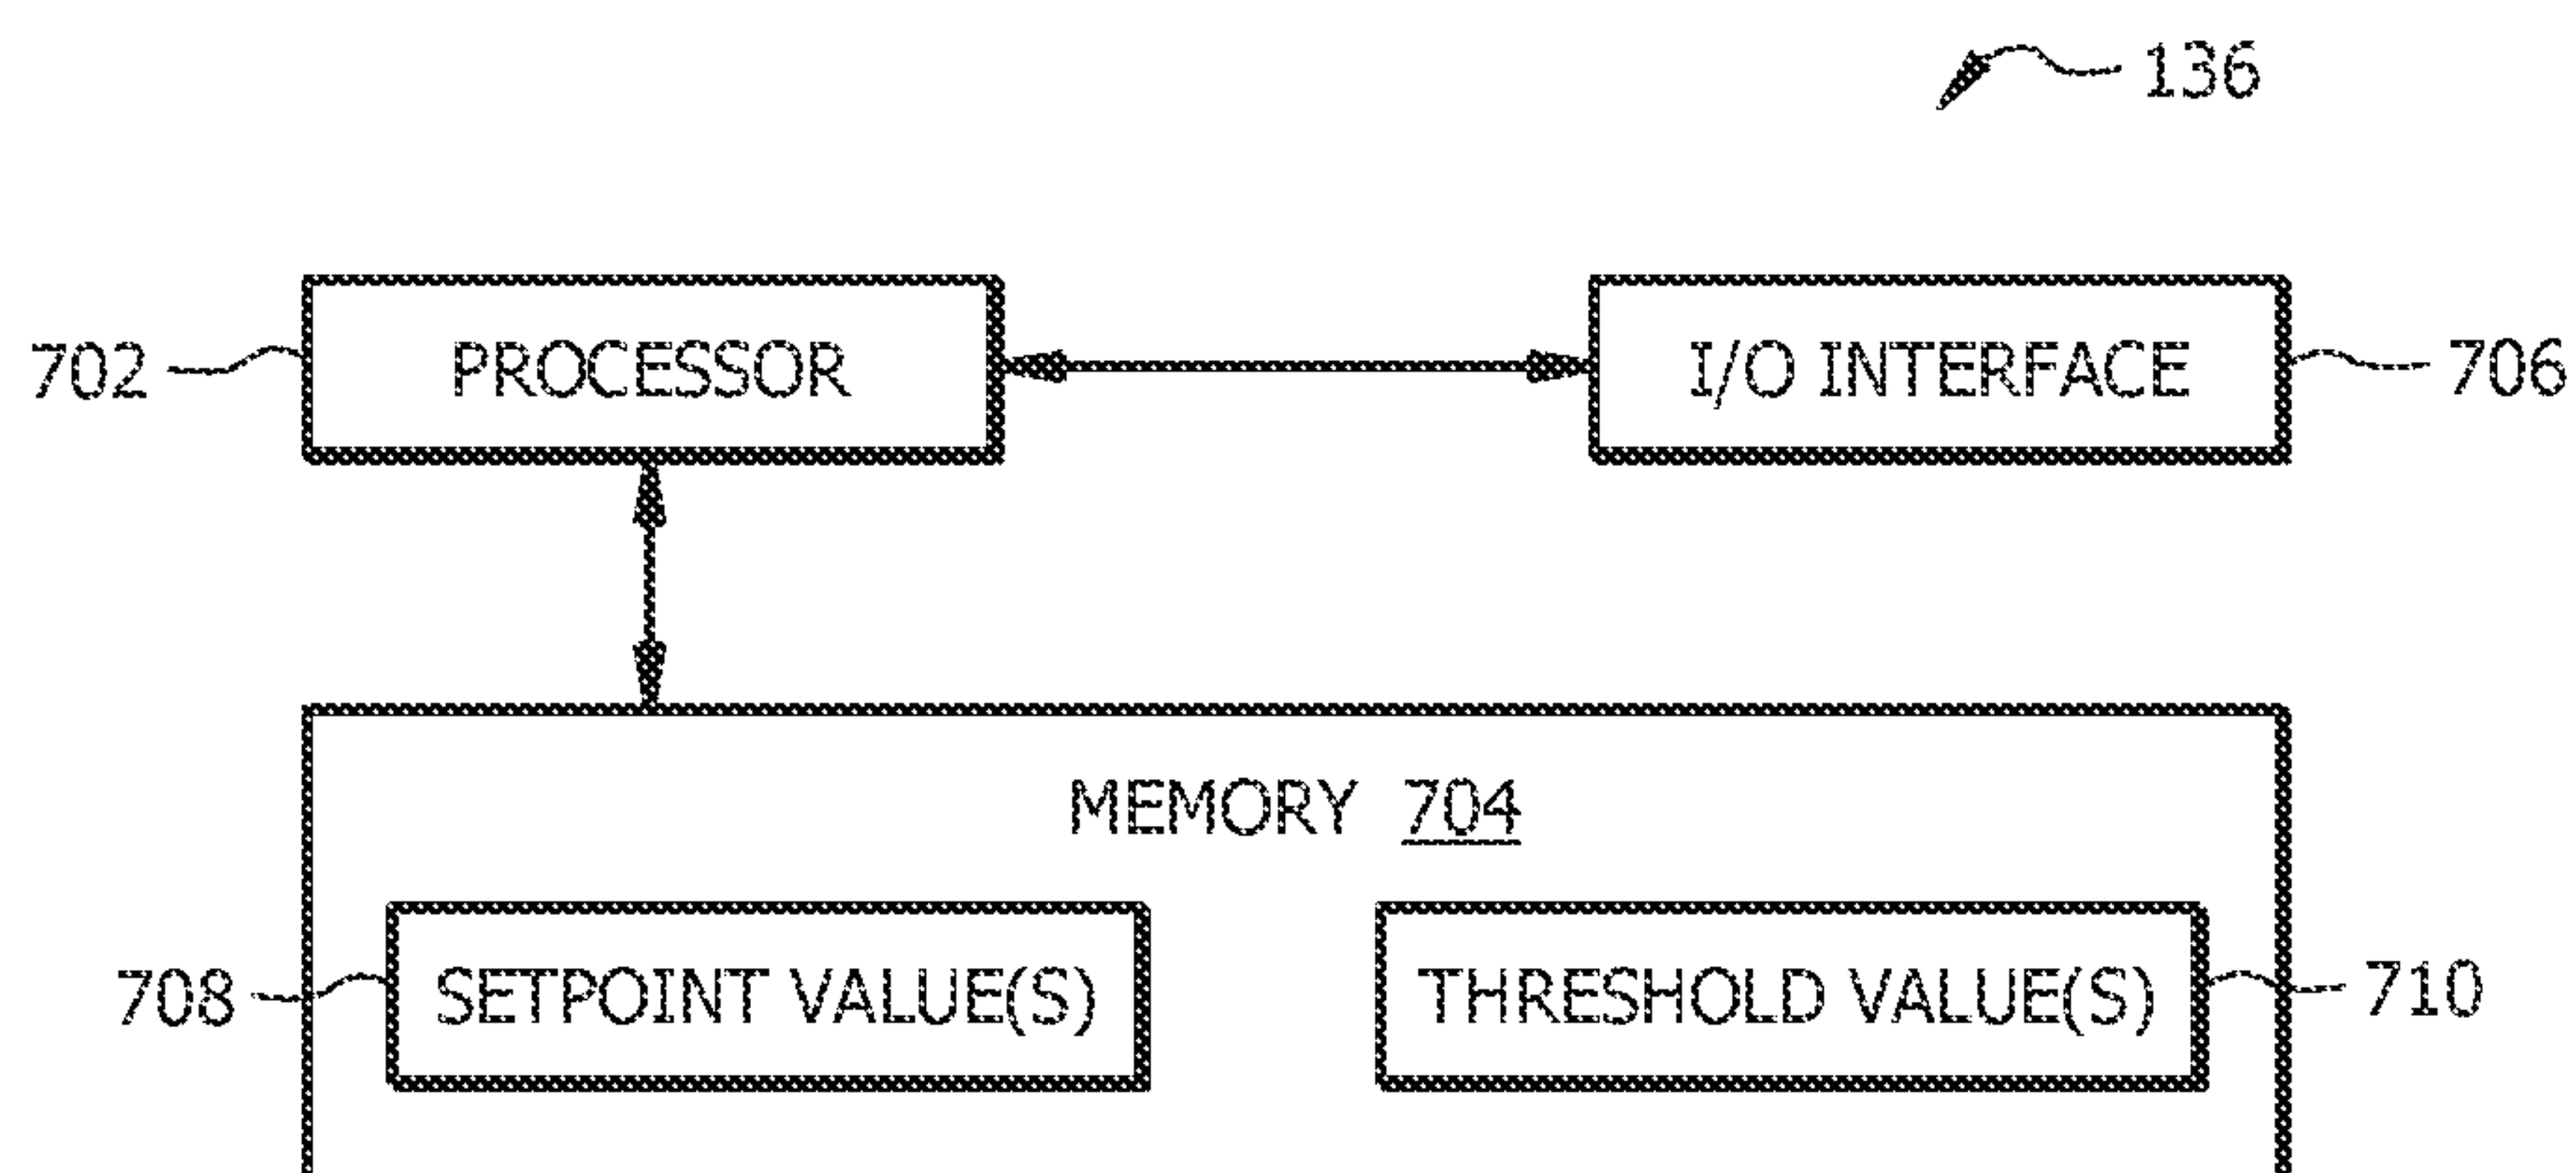 136
702 PROCESSOR I/O INTERFACE 706
MEMORY 704
708 SETPOINT VALUE(S) THRESHOLD VALUE(S) 710